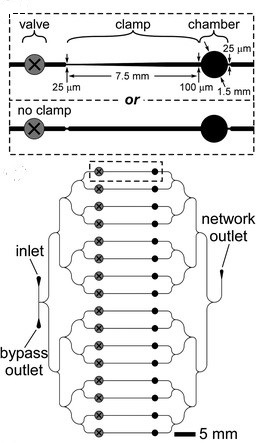 valve clamp chamber
25 μm
7.5 mm
25 μm 100 μm 1.5 mm
or
no clamp
network
outlet
inlet
bypass
outlet
5 mm